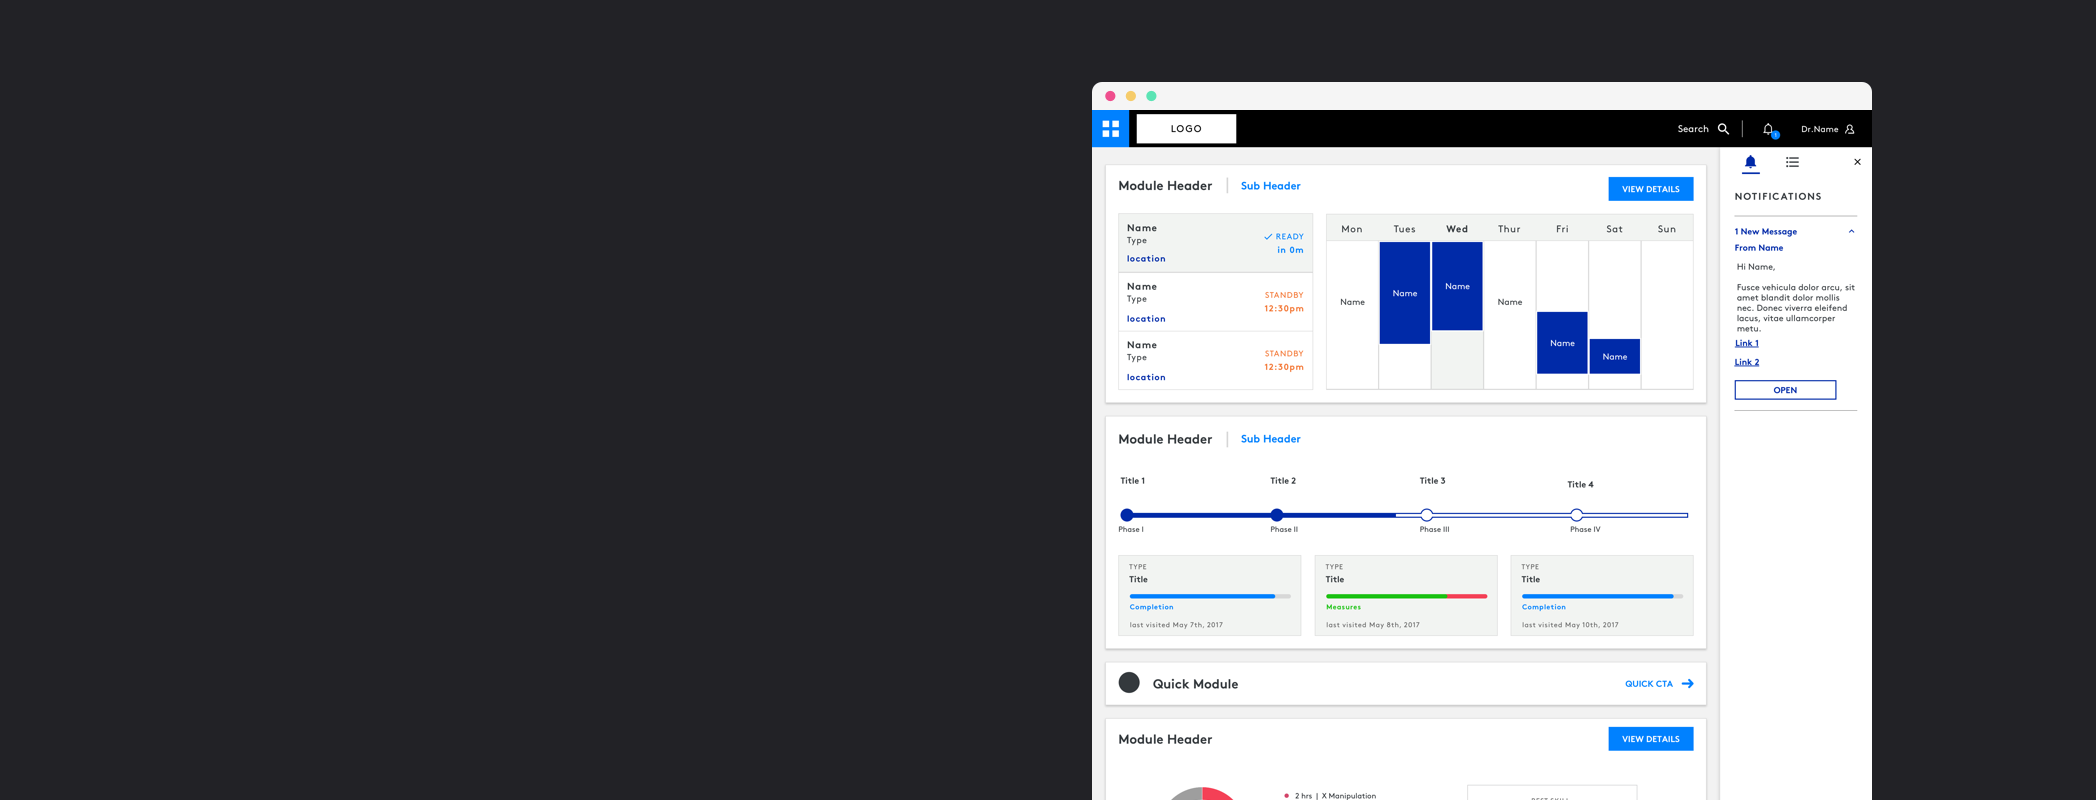 LOGO
Search
Dr.Name
Module Header
Sub Header
VIEW DETAILS
Name
Type
location
READY
in 0m
Name
Type
location
STANDBY
12:30pm
Name
Type
location
STANDBY
12:30pm
Mon Tues Wed Thur Fri Sat Sun
Name
Name
Name
Name
Name
Name
NOTIFICATIONS
1 New Message
From Name
Hi Name,
Fusce vehicula dolor arcu, sit
amet blandit dolor mollis
nec. Donec viverra eleifend
lacus, vitae ullamcorper
metu.
Link 1
Link 2
OPEN
Module Header
Sub Header
Title 1
Title 2
Title 3
Title 4
Phase I
Phase II
Phase III
Phase IV
TYPE
Title
Completion
last visited May 7th, 2017
TYPE
Title
Measures
last visited May 8th, 2017
TYPE
Title
Completion
last visited May 10th, 2017
Quick Module
QUICK CTA
Module Header
VIEW DETAILS
2 hrs | X Manipulation